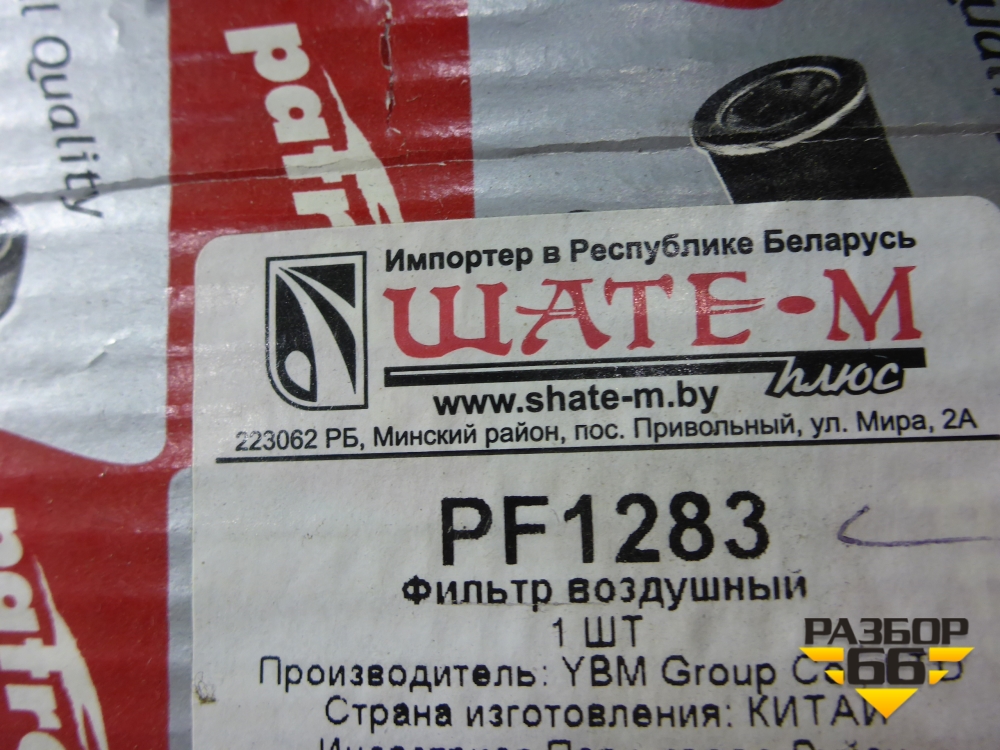 l Quality
patr
Импортер в Республике Беларусь
ШАТЕ-М
плюс
www.shate-m.by
223062 РБ, Минский район, пос. Привольный, ул. Мира, 2А
PF1283
Фильтр воздушный
1 ШТ
Производитель: YBM Group
Страна изготовления: КИТАЙ
patr
РАЗБОР
66